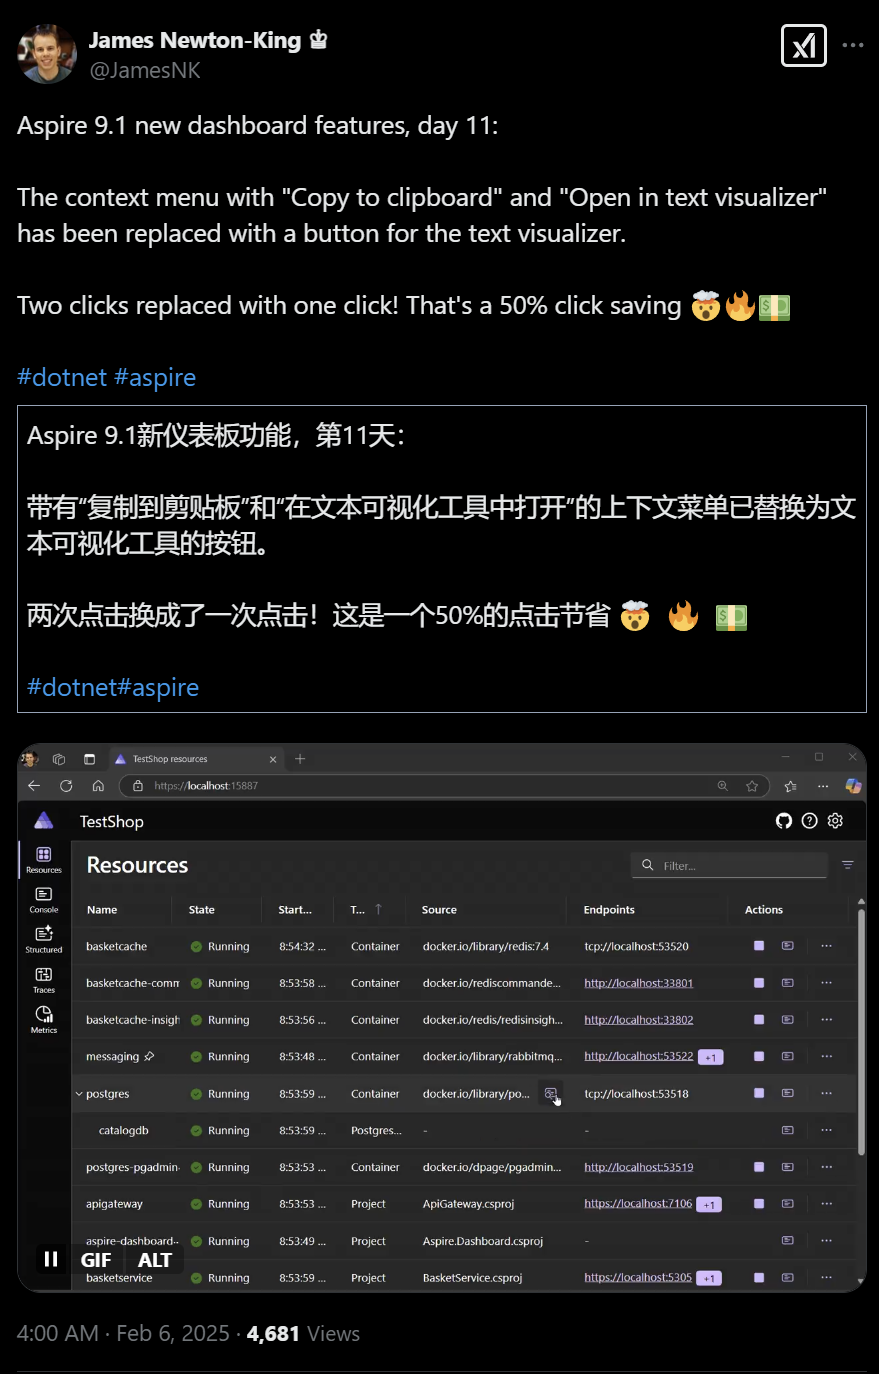 James Newton-King ♔
@JamesNK
Aspire 9.1 new dashboard features, day 11:
The context menu with "Copy to clipboard" and "Open in text visualizer"
has been replaced with a button for the text visualizer.
Two clicks replaced with one click! That's a 50% click saving 🤯🔥💵
#dotnet #aspire
Aspire 9.1新仪表板功能，第11天：
带有“复制到剪贴板”和“在文本可视化工具中打开”的上下文菜单已替换为文
本可视化工具的按钮。
两次点击换成了一次点击！这是一个50%的点击节省 🤯 🔥 💵
#dotnet#aspire
TestShop resources
https://localhost:15887
TestShop
Resources
Console
Structured
Traces
Metrics
Resources
Filter...
Name State Start... T... ↑ Source Endpoints Actions
basketcache Running 8:54:32 ... Container docker.io/library/redis:7.4 tcp://localhost:53520
basketcache-comm Running 8:53:58 ... Container docker.io/rediscommande... http://localhost:33801
basketcache-insigh Running 8:53:56 ... Container docker.io/redis/redisinsigh... http://localhost:33802
messaging Running 8:53:48 ... Container docker.io/library/rabbitmq... http://localhost:53522 +1
postgres Running 8:53:59 ... Container docker.io/library/po... tcp://localhost:53518
catalogdb Running 8:53:59 ... Postgres... - -
postgres-pgadmin- Running 8:53:53 ... Container docker.io/dpage/pgadmin... http://localhost:53519
apigateway Running 8:53:53 ... Project ApiGateway.csproj https://localhost:7106 +1
aspire-dashboard-. Running 8:53:49 ... Project Aspire.Dashboard.csproj -
basketservice Running 8:53:59 ... Project BasketService.csproj https://localhost:5305 +1
GIF ALT
4:00 AM · Feb 6, 2025 · 4,681 Views